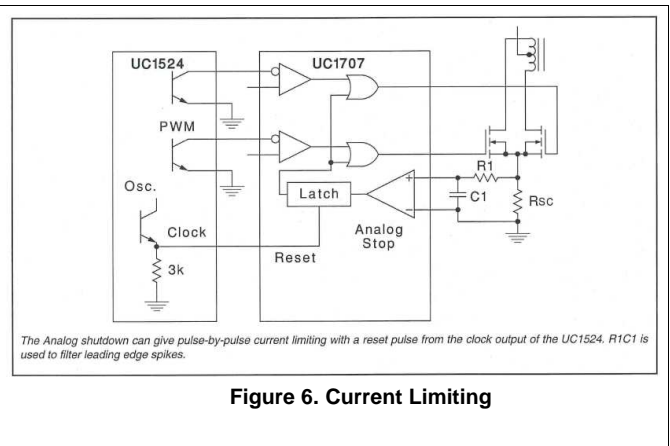 UC1524
UC1707
PWM
Osc.
Clock
3k
Latch
Reset
+
−
Analog
Stop
R1
C1
Rsc
The Analog shutdown can give pulse-by-pulse current limiting with a reset pulse from the clock output of the UC1524. R1C1 is
used to filter leading edge spikes.
Figure 6. Current Limiting